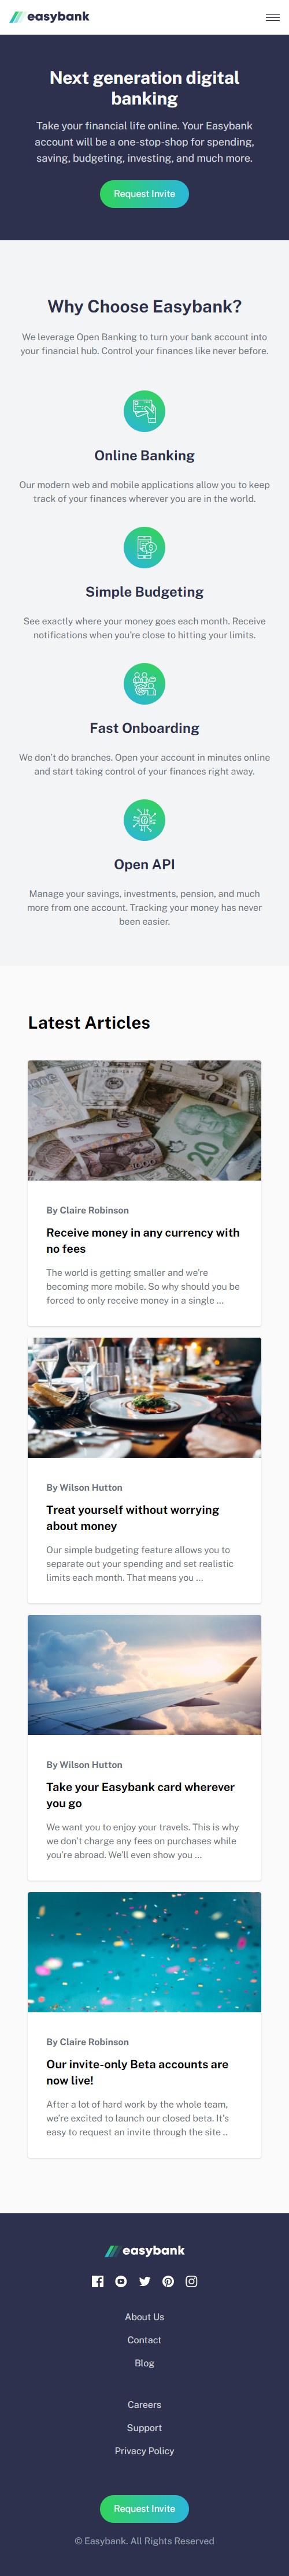 easybank
Next generation digital
banking
Take your financial life online. Your Easybank
account will be a one-stop-shop for spending,
saving, budgeting, investing, and much more.
Request Invite
Why Choose Easybank?
We leverage Open Banking to turn your bank account into
your financial hub. Control your finances like never before.
Online Banking
Our modern web and mobile applications allow you to keep
track of your finances wherever you are in the world.
Simple Budgeting
See exactly where your money goes each month. Receive
notifications when you're close to hitting your limits.
Fast Onboarding
We don't do branches. Open your account in minutes online
and start taking control of your finances right away.
Open API
Manage your savings, investments, pension, and much
more from one account. Tracking your money has never
been easier.
Latest Articles
By Claire Robinson
Receive money in any currency with
no fees
The world is getting smaller and we're
becoming more mobile. So why should you be
forced to only receive money in a single ...
By Wilson Hutton
Treat yourself without worrying
about money
Our simple budgeting feature allows you to
separate out your spending and set realistic
limits each month. That means you ...
By Wilson Hutton
Take your Easybank card wherever
you go
We want you to enjoy your travels. This is why
we don't charge any fees on purchases while
you're abroad. We'll even show you ...
By Claire Robinson
Our invite-only Beta accounts are
now live!
After a lot of hard work by the whole team,
we're excited to launch our closed beta. It's
easy to request an invite through the site ..
easybank
About Us
Contact
Blog
Careers
Support
Privacy Policy
Request Invite
© Easybank. All Rights Reserved